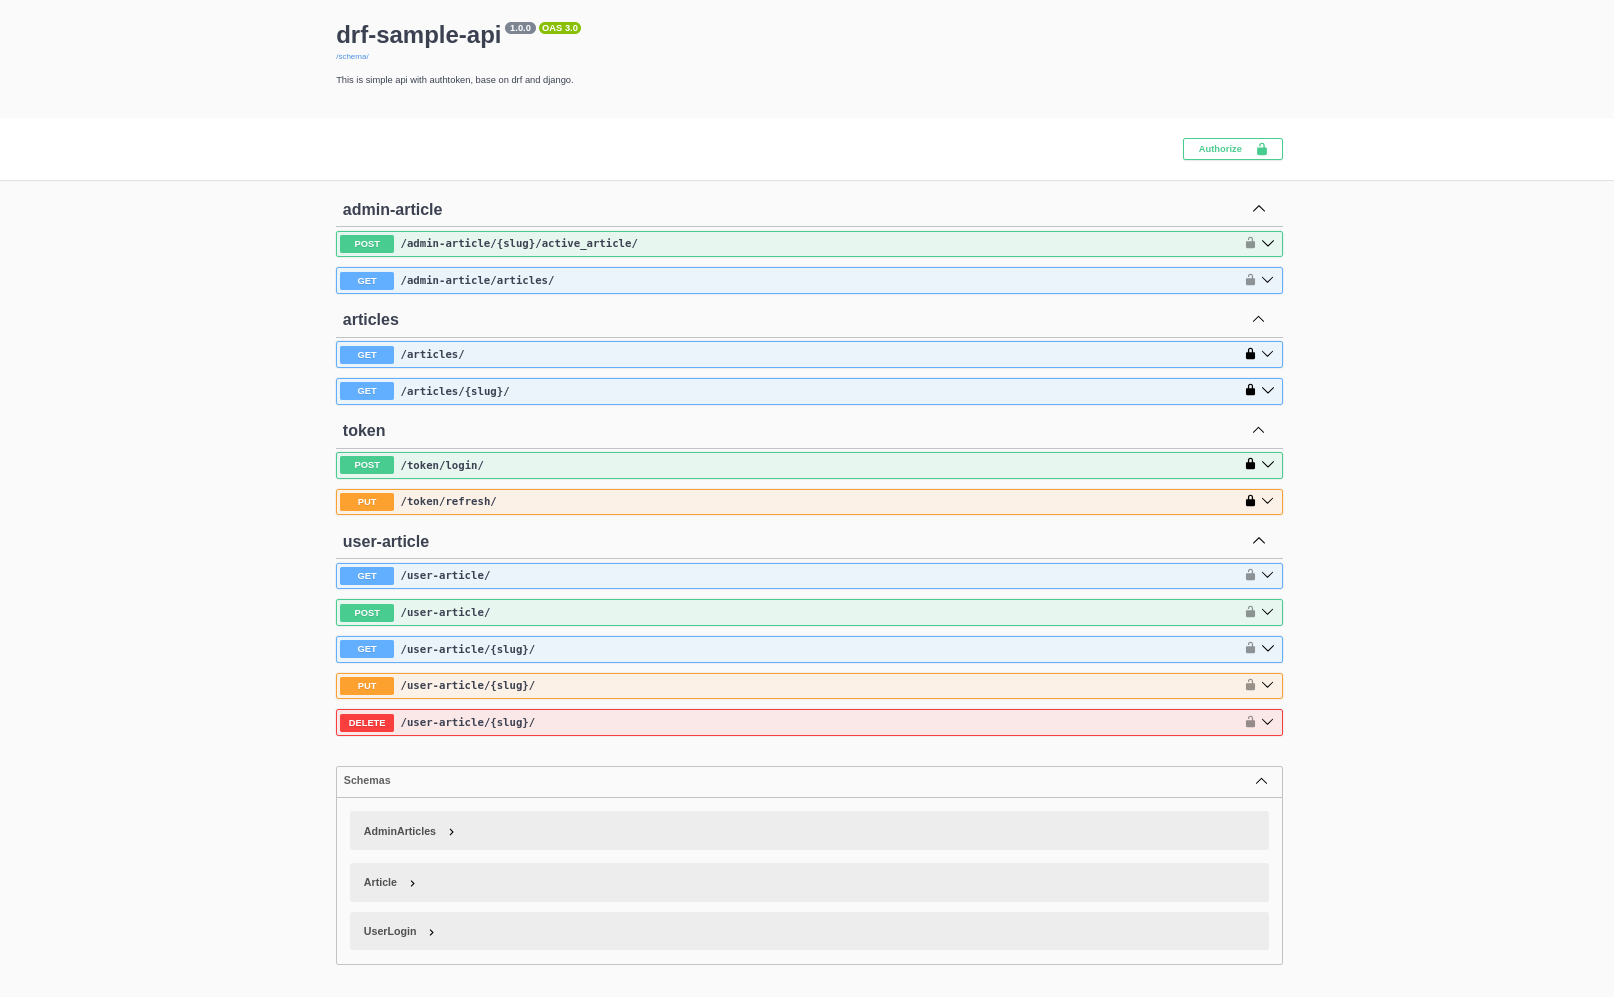 drf-sample-api 1.0.0 OAS 3.0
/schema/
This is simple api with authtoken, base on drf and django.
Authorize
admin-article
POST /admin-article/{slug}/active_article/
GET /admin-article/articles/
articles
GET /articles/
GET /articles/{slug}/
token
POST /token/login/
PUT /token/refresh/
user-article
GET /user-article/
POST /user-article/
GET /user-article/{slug}/
PUT /user-article/{slug}/
DELETE /user-article/{slug}/
Schemas
AdminArticles
Article
UserLogin